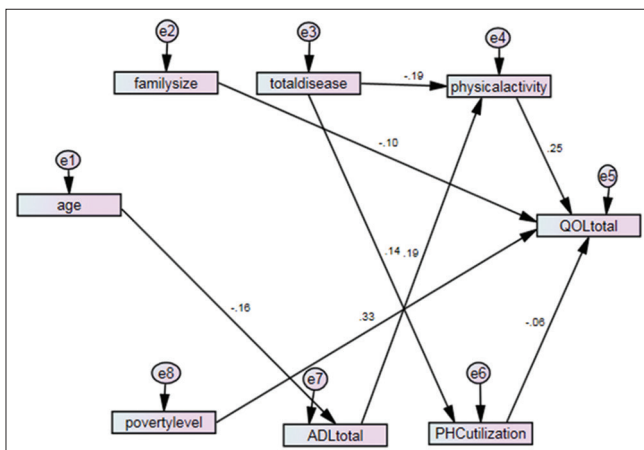 e2
e3
e4
familysize
totaldisease
-.19
physicalactivity
-.10
.25
e1
e5
age
QOLtotal
.14
.19
-.16
.33
-.06
e8
e7
e6
povertylevel
ADLtotal
PHCutilization